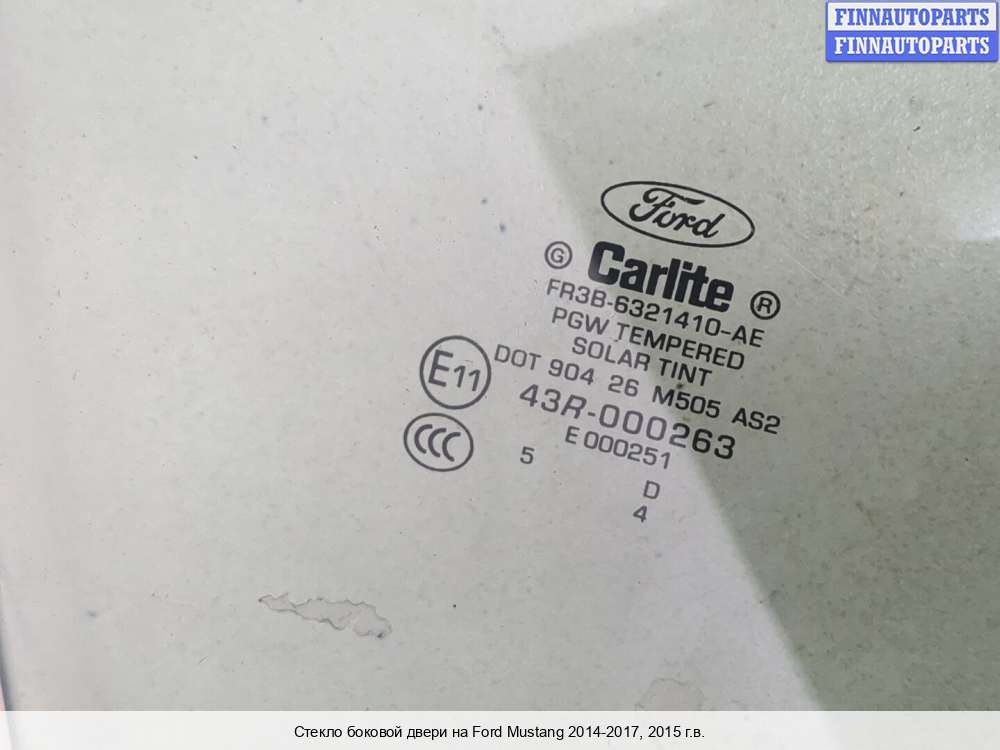 FINNAUTOPARTS
FINNAUTOPARTS
Ford
G Carlite ®
FR3B-6321410-AE
PGW TEMPERED
SOLAR TINT
E11 DOT 904 26 M505 AS2
43R-000263
CCC E 000251
5
D
4
Стекло боковой двери на Ford Mustang 2014-2017, 2015 г.в.